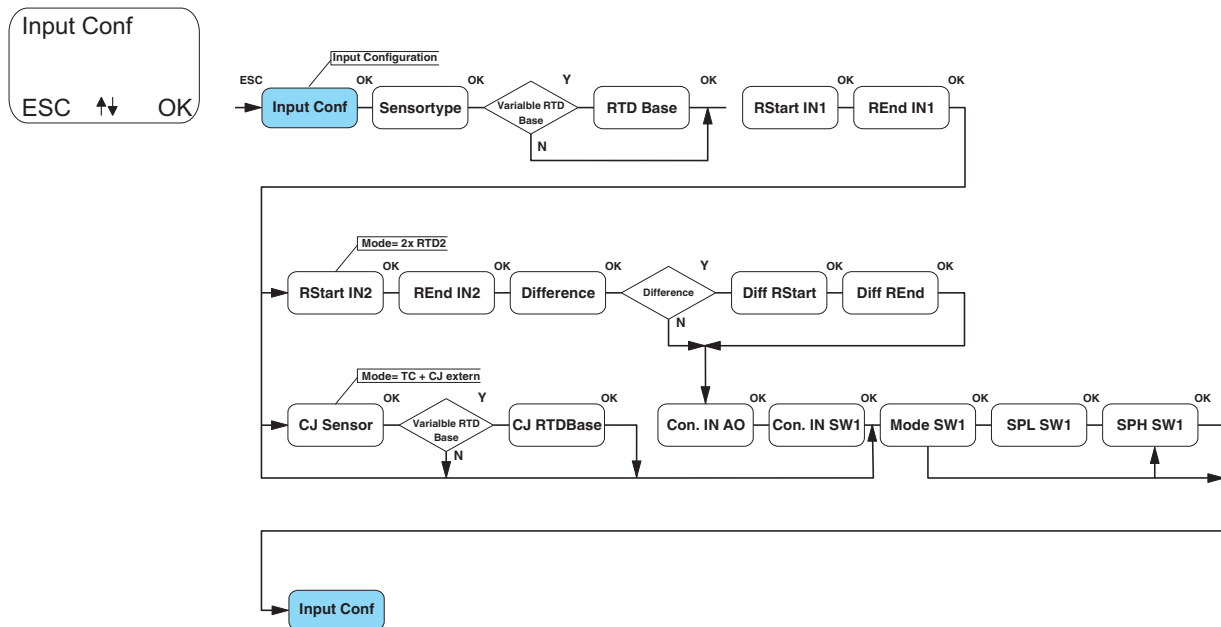 Input Conf
ESC OK
Input Configuration
ESC OK OK Y OK OK OK
Input Conf Sensortype Varialble RTD RTD Base RStart IN1 REnd IN1
Base
N
Mode= 2x RTD2
OK OK OK Y OK OK
RStart IN2 REnd IN2 Difference Difference Diff RStart Diff REnd
N
Mode= TC + CJ extern
OK Y OK OK OK OK OK OK
CJ Sensor Varialble RTD CJ RTDBase Con. IN AO Con. IN SW1 Mode SW1 SPL SW1 SPH SW1
Base
N
Input Conf